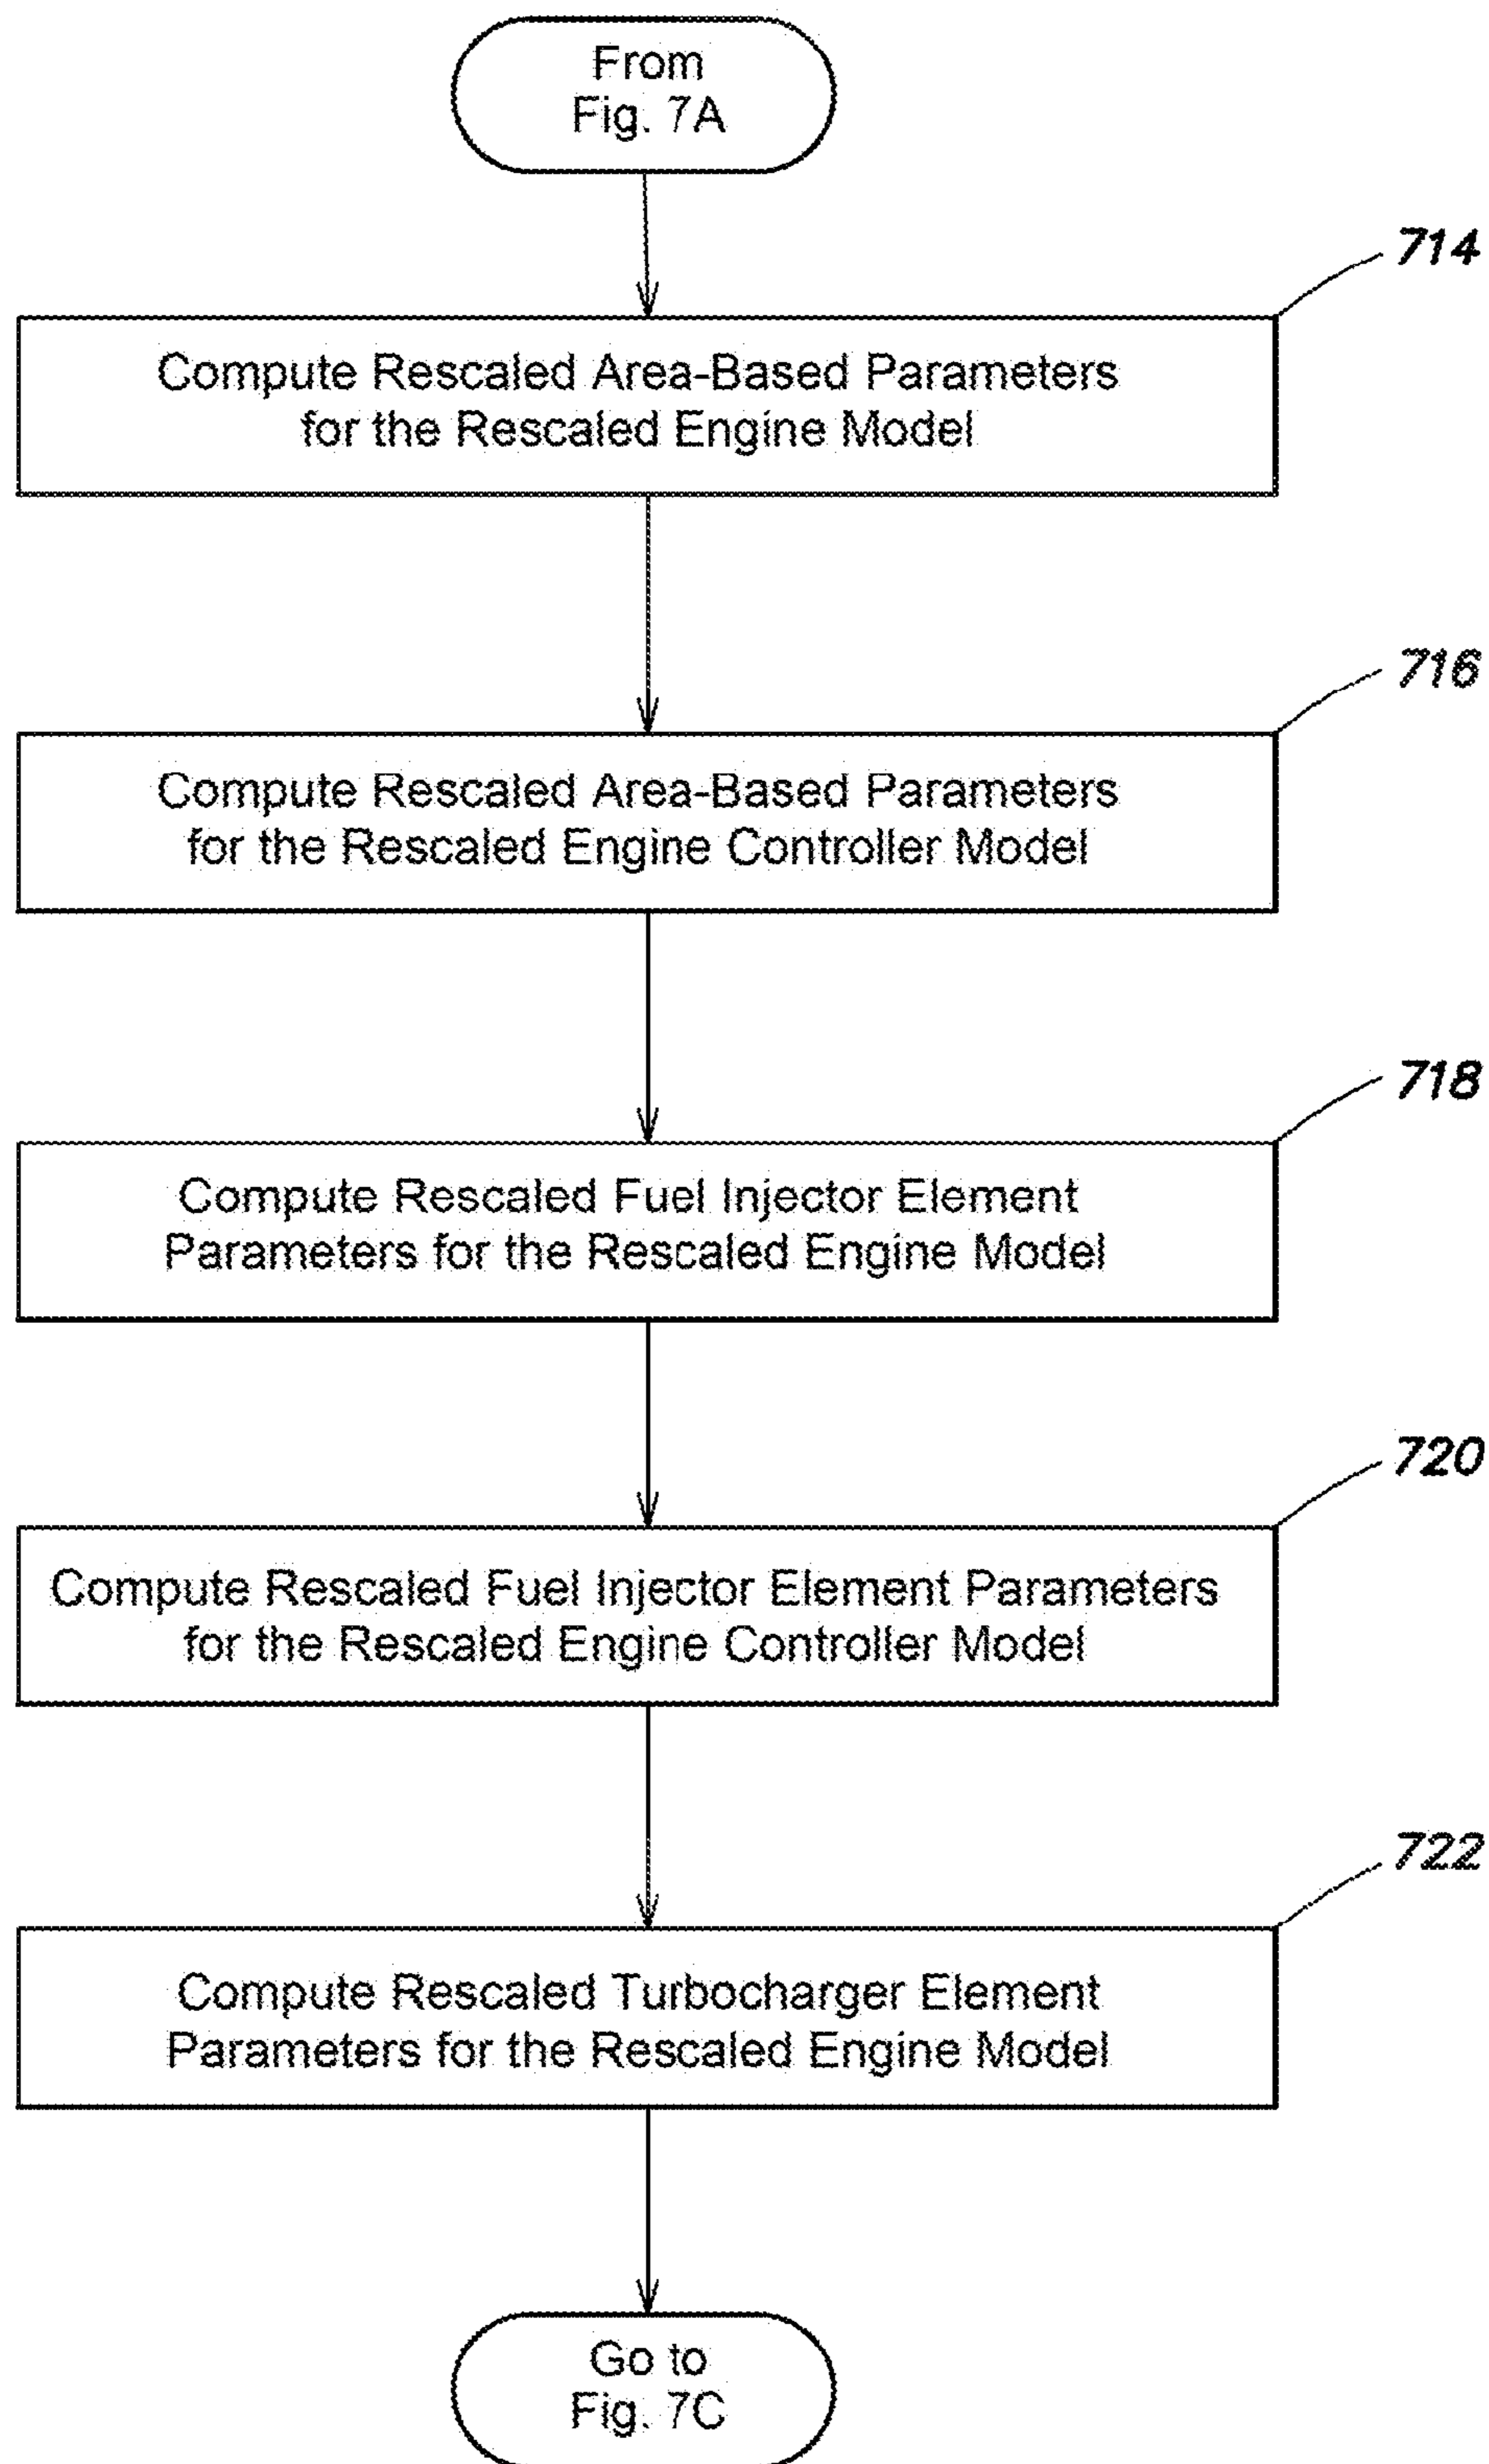 From
Fig. 7A
714
Compute Rescaled Area-Based Parameters
for the Rescaled Engine Model
716
Compute Rescaled Area-Based Parameters
for the Rescaled Engine Controller Model
718
Compute Rescaled Fuel Injector Element
Parameters for the Rescaled Engine Model
720
Compute Rescaled Fuel Injector Element Parameters
for the Rescaled Engine Controller Model
722
Compute Rescaled Turbocharger Element
Parameters for the Rescaled Engine Model
Go to
Fig. 7C